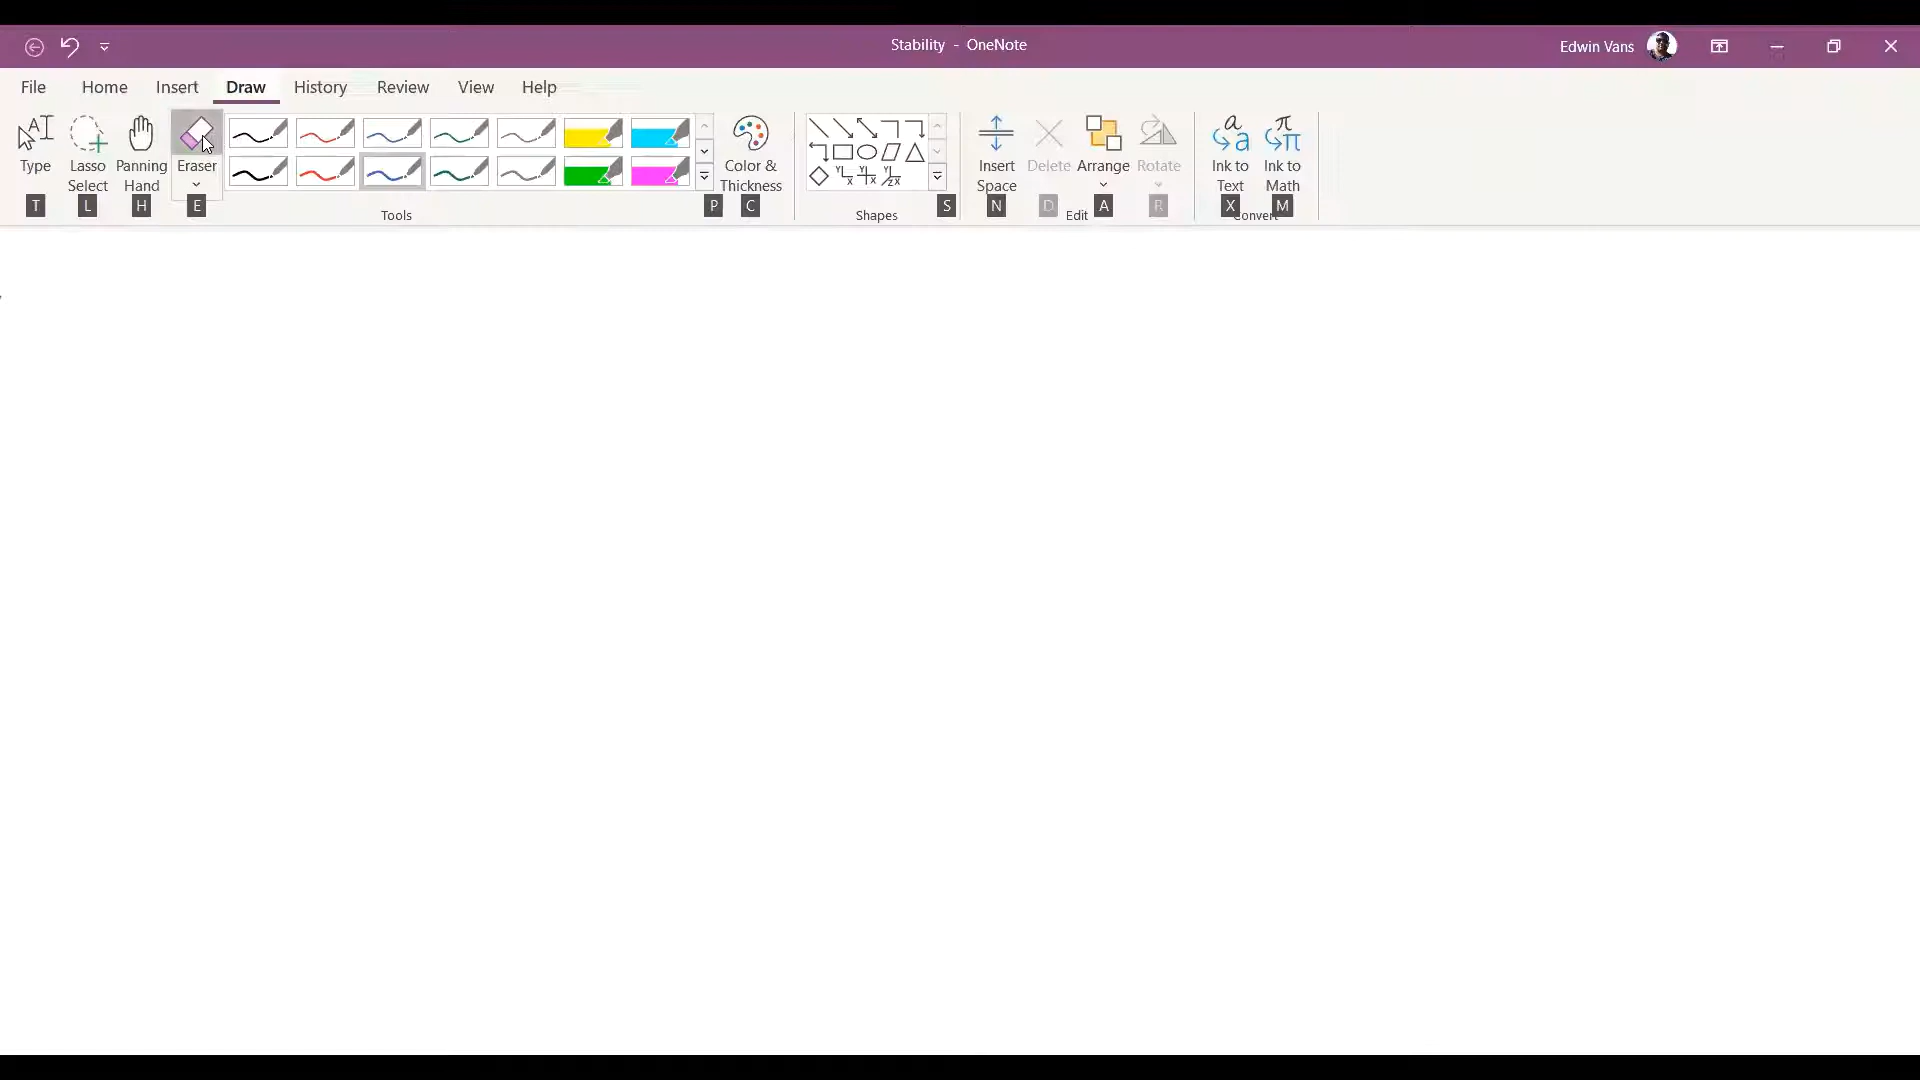 Stability - OneNote
Edwin Vans
File Home Insert Draw History Review View Help
Type
Lasso Select
Panning Hand
Eraser
Color & Thickness
Insert Space
Delete
Arrange
Rotate
Ink to Text
Ink to Math
T L H E P C S N D A R X M
Tools
Shapes
Edit
Convert